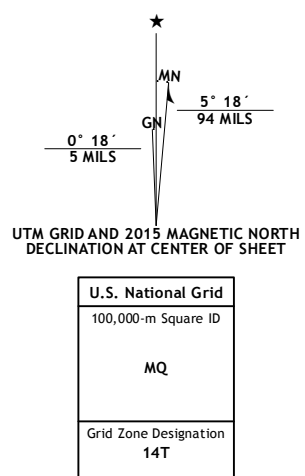 ★
MN
GN
5° 18´
94 MILS
0° 18´
5 MILS
UTM GRID AND 2015 MAGNETIC NORTH
DECLINATION AT CENTER OF SHEET
U.S. National Grid
100,000-m Square ID
MQ
Grid Zone Designation
14T